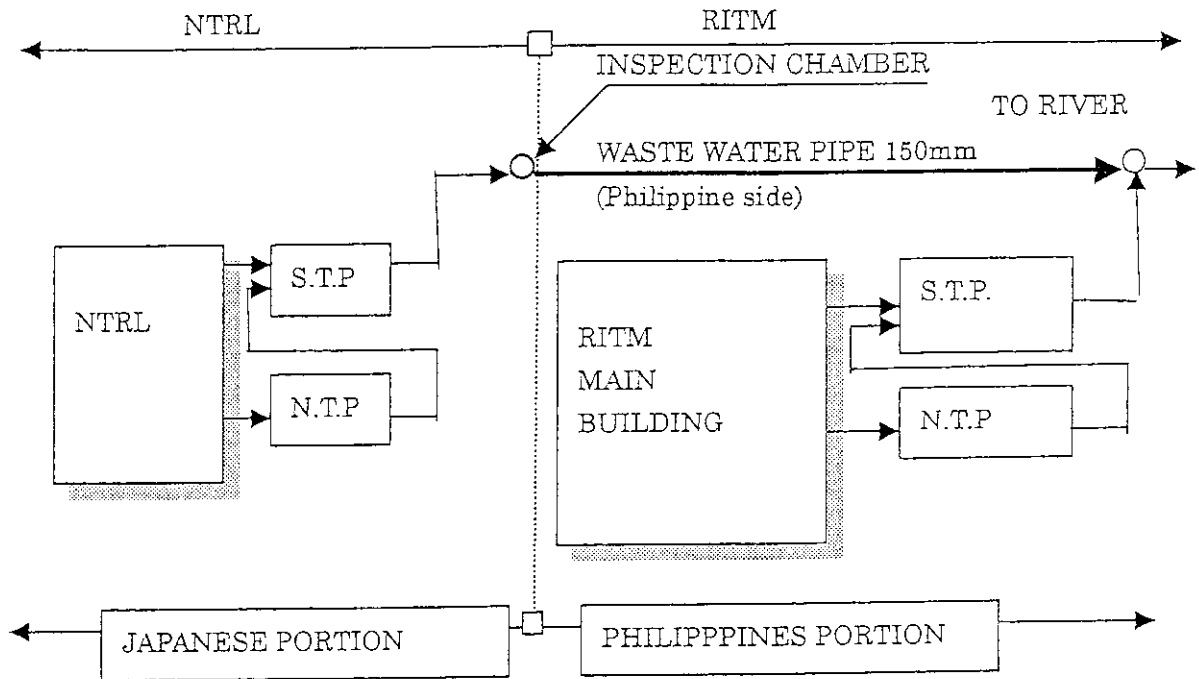 NTRL
RITM
INSPECTION CHAMBER
TO RIVER
WASTE WATER PIPE 150mm
(Philippine side)
S.T.P
NTRL
N.T.P
S.T.P.
RITM
MAIN
BUILDING
N.T.P
JAPANESE PORTION
PHILIPPPINES PORTION